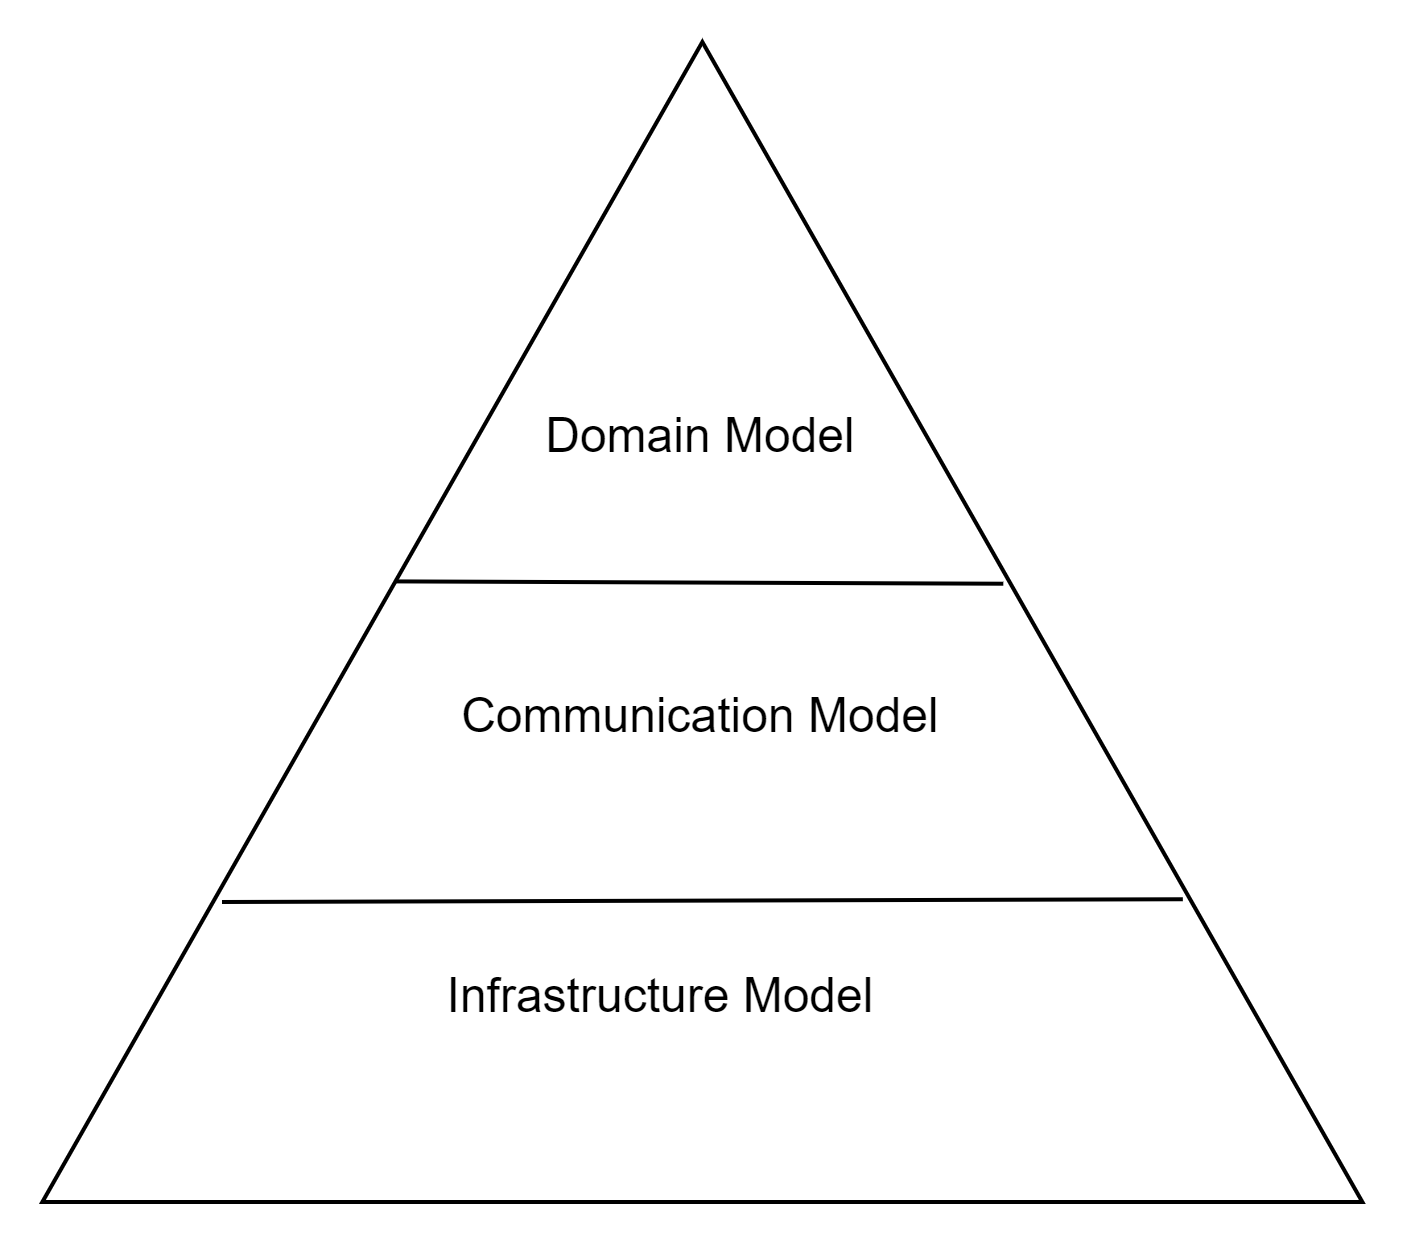 Domain Model
Communication Model
Infrastructure Model